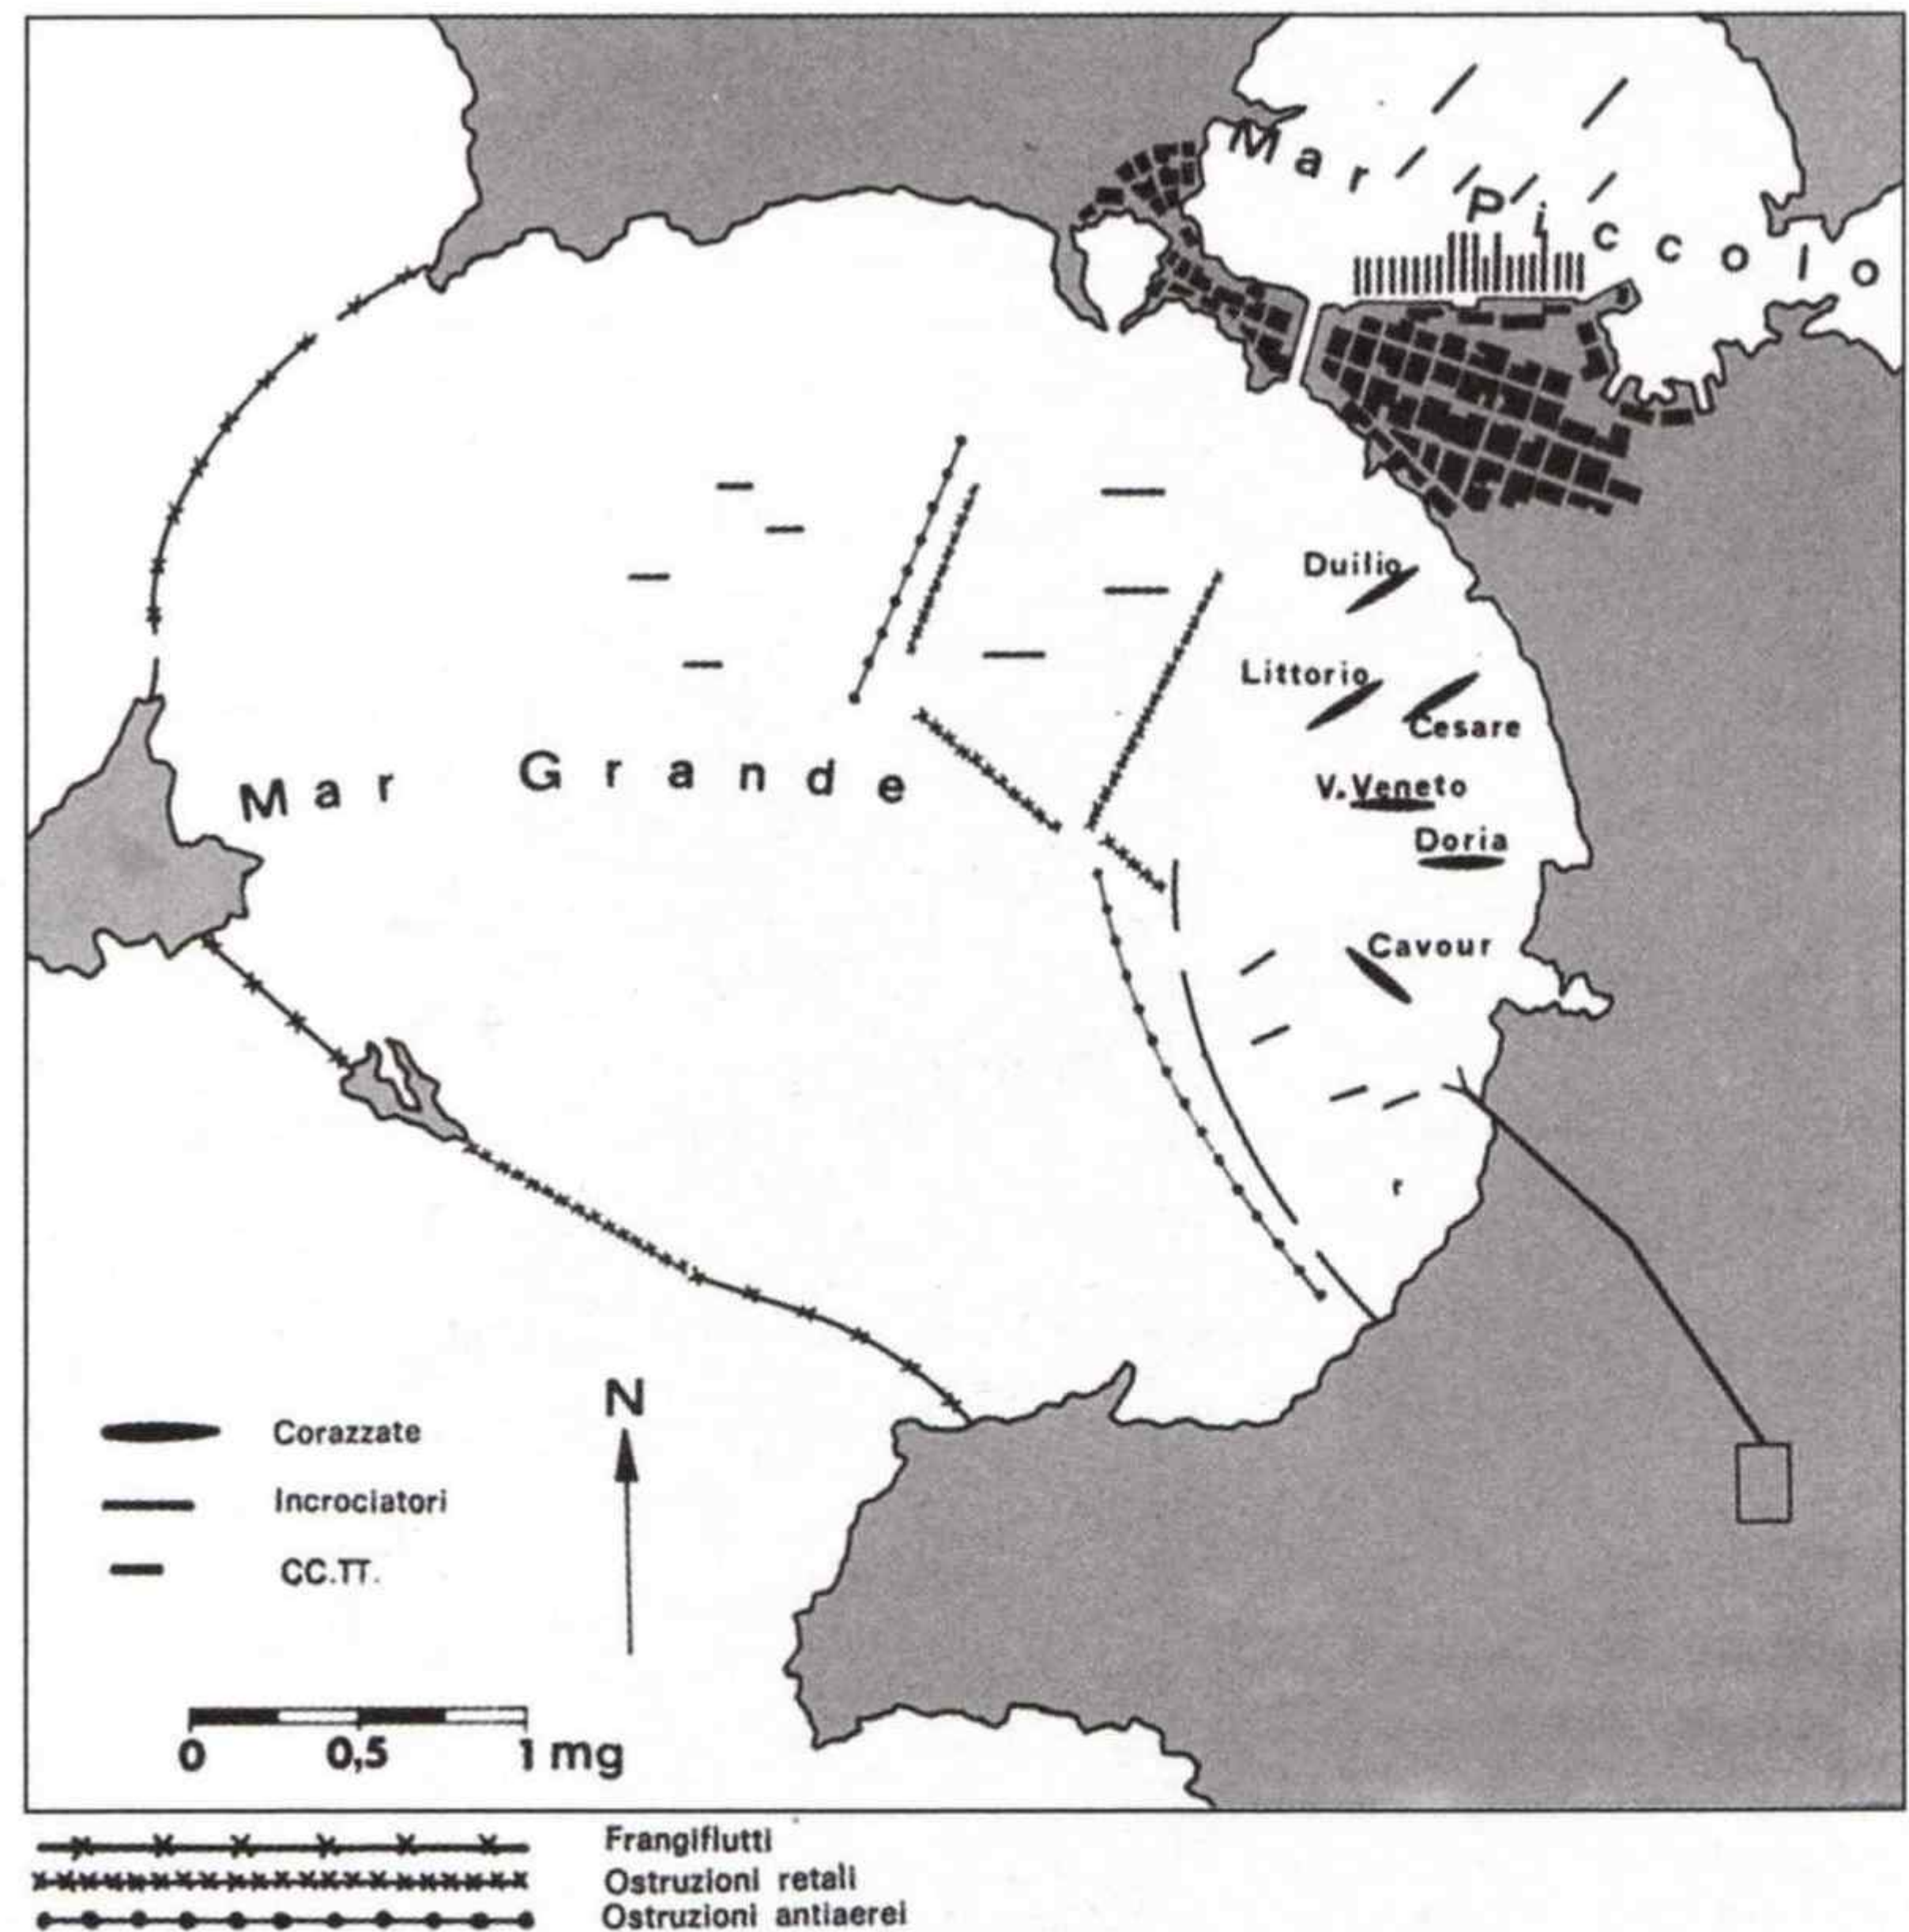 Mar Piccolo
Duilio
Littorio
Cesare
V. Veneto
Mar Grande
Doria
Cavour
r
N
Corazzate
Incrociatori
CC.TT.
0 0,5 1 mg
Frangiflutti
Ostruzioni retali
Ostruzioni antiaerei